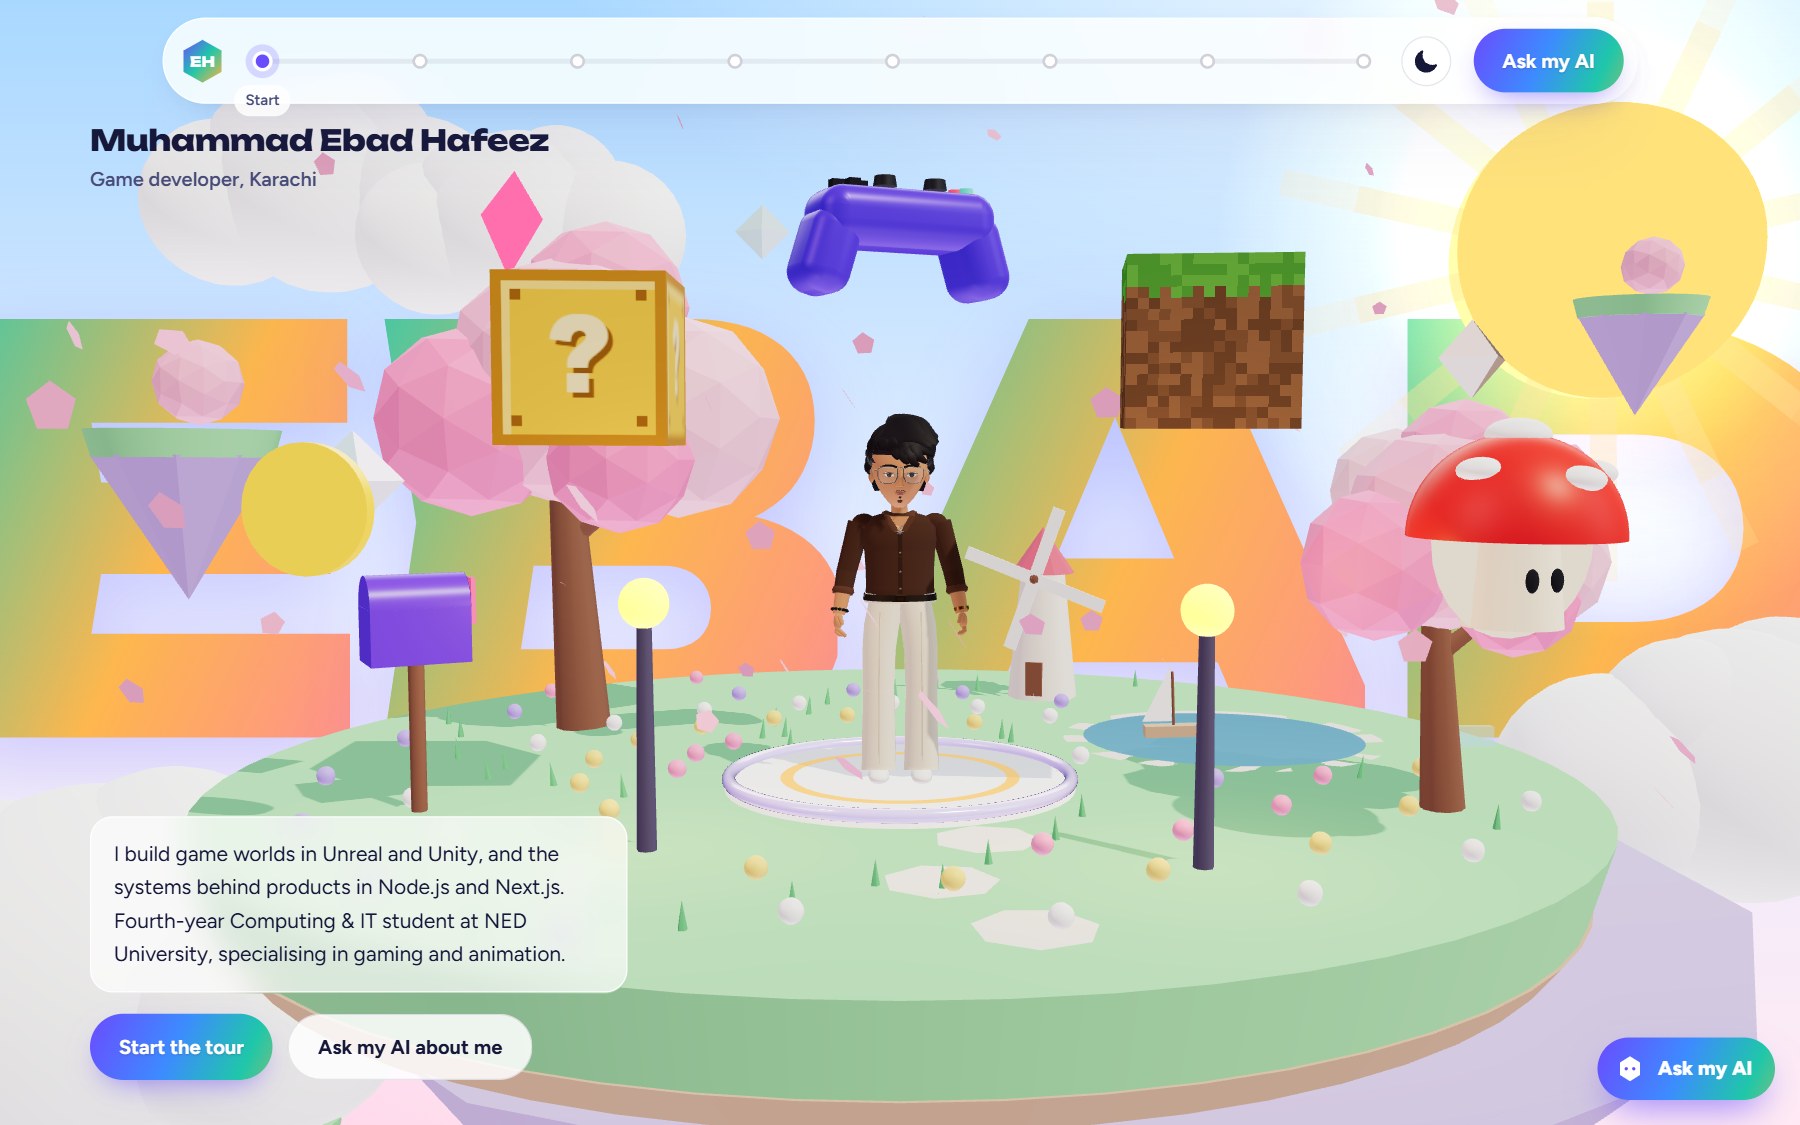 EH
Start
Ask my AI
Muhammad Ebad Hafeez
Game developer, Karachi
EBAD
?
I build game worlds in Unreal and Unity, and the
systems behind products in Node.js and Next.js.
Fourth-year Computing & IT student at NED
University, specialising in gaming and animation.
Start the tour
Ask my AI about me
Ask my AI